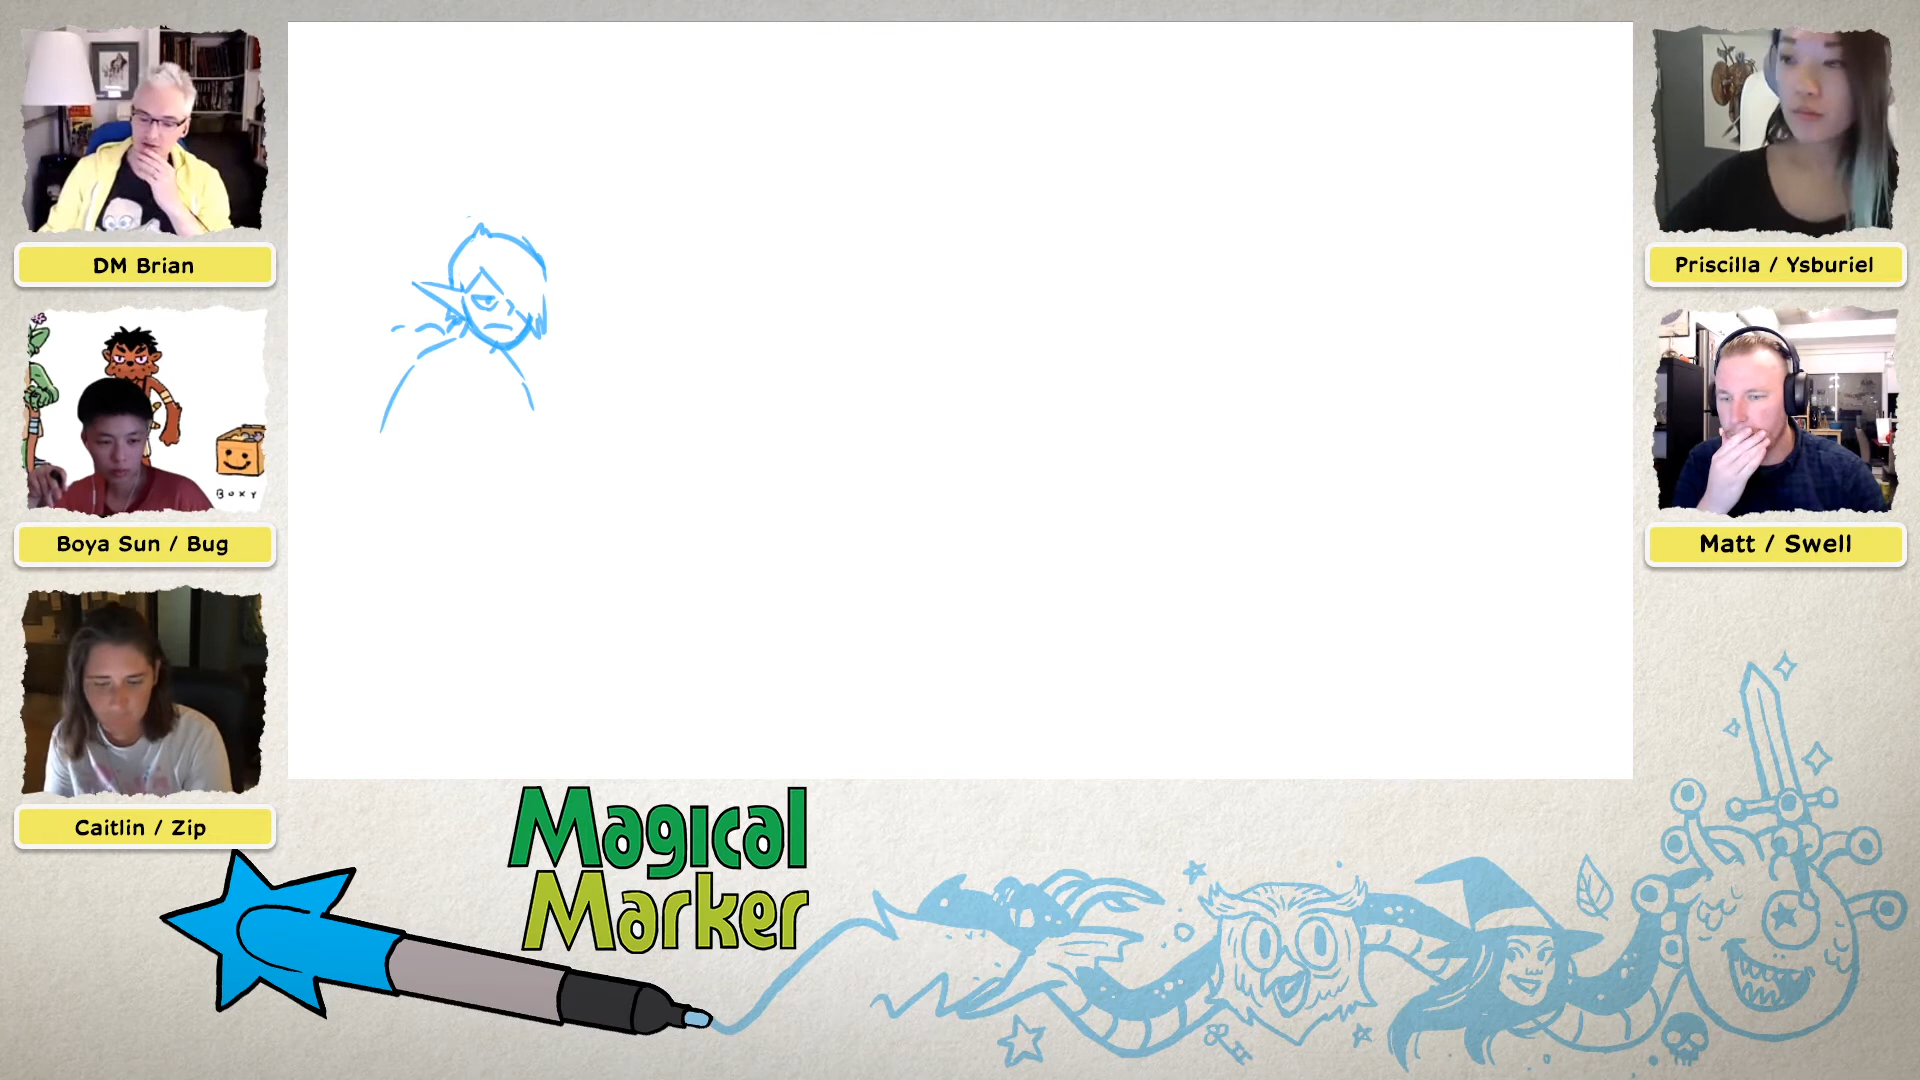 DM Brian
Boya Sun / Bug
BOXY
Caitlin / Zip
Priscilla / Ysburiel
Matt / Swell
Magical
Marker